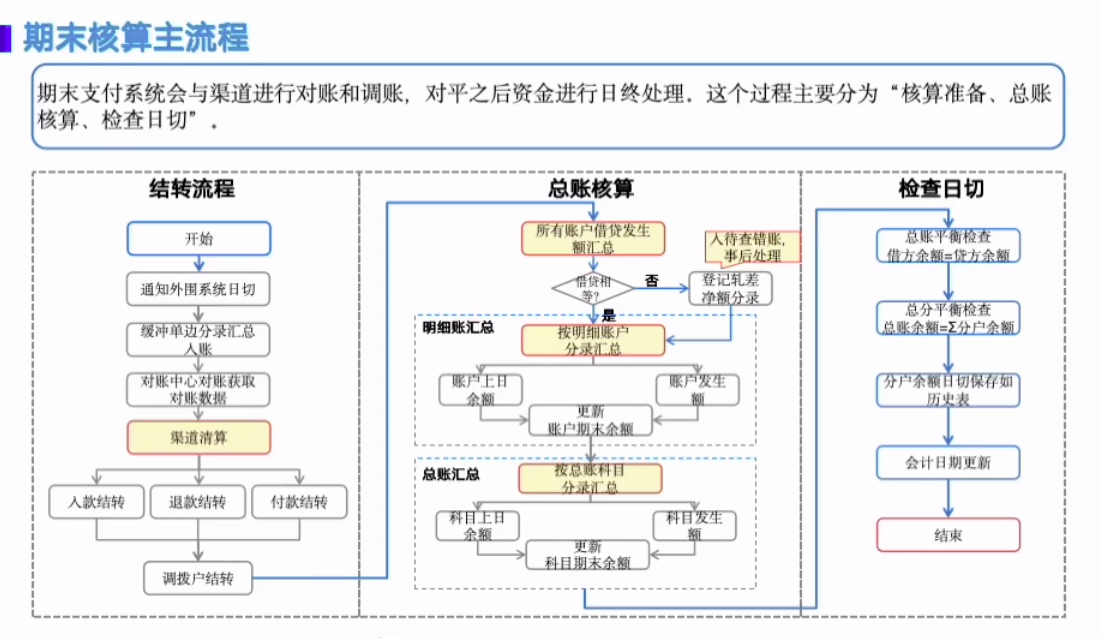 期末核算主流程
期末支付系统会与渠道进行对账和调账，对平之后资金进行日终处理。这个过程主要分为“核算准备、总账
核算、检查日切”。
结转流程
开始
通知外围系统日切
缓冲单边分录汇总
入账
对账中心对账获取
对账数据
渠道清算
入款结转
退款结转
付款结转
调拨户结转
总账核算
所有账户借贷发生
额汇总
入待查错账，
事后处理
借贷相
等?
否
登记轧差
净额分录
是
明细账汇总
按明细账户
分录汇总
账户上日
余额
账户发生
额
更新
账户期末余额
总账汇总
按总账科目
分录汇总
科目上日
余额
科目发生
额
更新
科目期末余额
检查日切
总账平衡检查
借方余额=贷方余额
总分平衡检查
总账余额=Σ分户余额
分户余额日切保存如
历史表
会计日期更新
结束